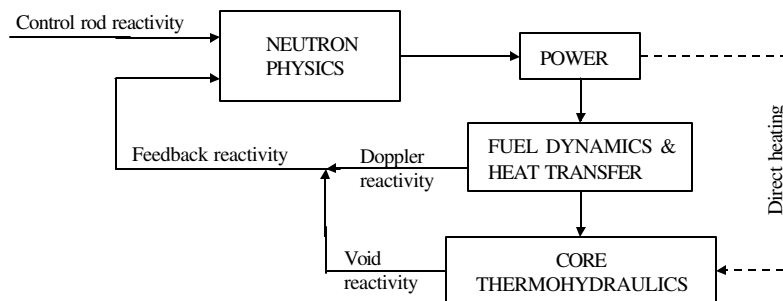 Control rod reactivity
NEUTRON
PHYSICS
POWER
Feedback reactivity
Doppler
reactivity
FUEL DYNAMICS &
HEAT TRANSFER
Direct heating
Void
reactivity
CORE
THERMOHYDRAULICS